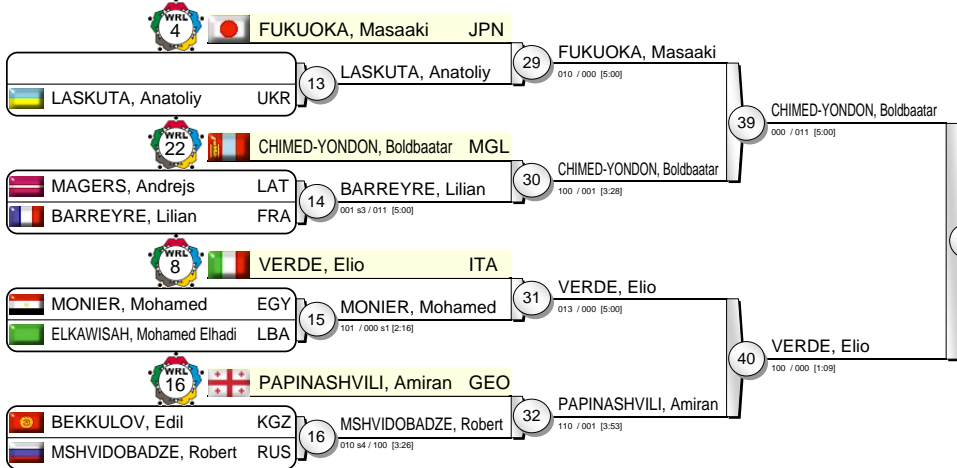 WRL
4
FUKUOKA, Masaaki JPN
LASKUTA, Anatoliy UKR
13
LASKUTA, Anatoliy
29
FUKUOKA, Masaaki
010 / 000 [5:00]
WRL
22
CHIMED-YONDON, Boldbaatar MGL
MAGERS, Andrejs LAT
BARREYRE, Lilian FRA
14
BARREYRE, Lilian
001 s3 / 011 [5:00]
30
CHIMED-YONDON, Boldbaatar
100 / 001 [3:28]
39
CHIMED-YONDON, Boldbaatar
000 / 011 [5:00]
WRL
8
VERDE, Elio ITA
MONIER, Mohamed EGY
ELKAWISAH, Mohamed Elhadi LBA
15
MONIER, Mohamed
101 / 000 s1 [2:16]
31
VERDE, Elio
013 / 000 [5:00]
WRL
16
PAPINASHVILI, Amiran GEO
BEKKULOV, Edil KGZ
MSHVIDOBADZE, Robert RUS
16
MSHVIDOBADZE, Robert
010 s4 / 100 [3:26]
32
PAPINASHVILI, Amiran
110 / 001 [3:53]
40
VERDE, Elio
100 / 000 [1:09]